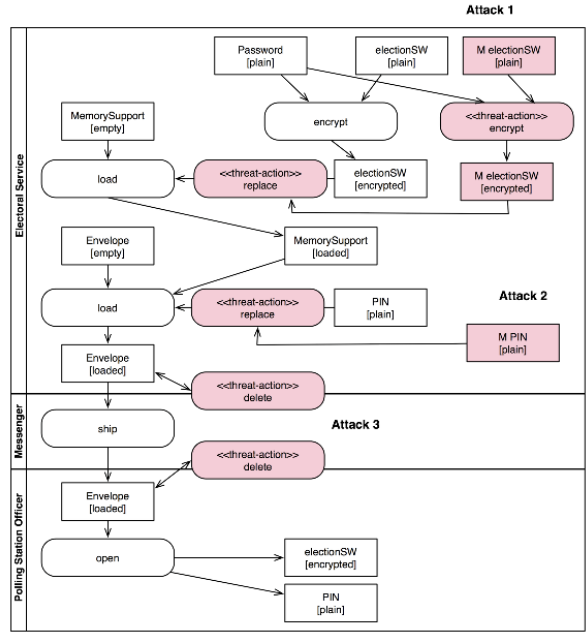 Attack 1
Password
[plain]
electionSW
[plain]
M electionSW
[plain]
MemorySupport
[empty]
encrypt
<<threat-action>>
encrypt
load
<<threat-action>>
replace
electionSW
[encrypted]
M electionSW
[encrypted]
Electoral Service
Envelope
[empty]
MemorySupport
[loaded]
load
<<threat-action>>
replace
PIN
[plain]
Attack 2
M PIN
[plain]
Envelope
[loaded]
<<threat-action>>
delete
Messenger
ship
Attack 3
<<threat-action>>
delete
Polling Station Officer
Envelope
[loaded]
open
electionSW
[encrypted]
PIN
[plain]